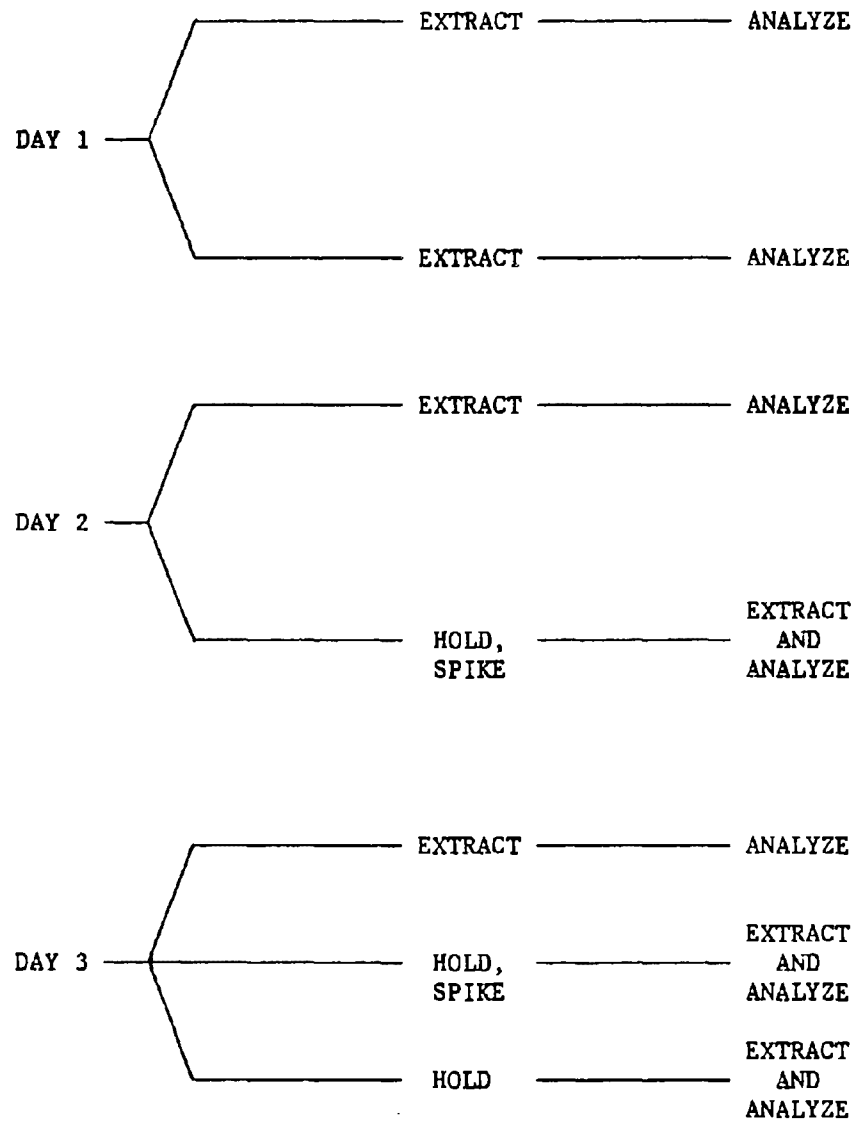 EXTRACT ANALYZE
DAY 1
EXTRACT ANALYZE
EXTRACT ANALYZE
DAY 2
HOLD, SPIKE
EXTRACT
AND
ANALYZE
EXTRACT ANALYZE
DAY 3
HOLD,
SPIKE
EXTRACT
AND
ANALYZE
HOLD
EXTRACT
AND
ANALYZE